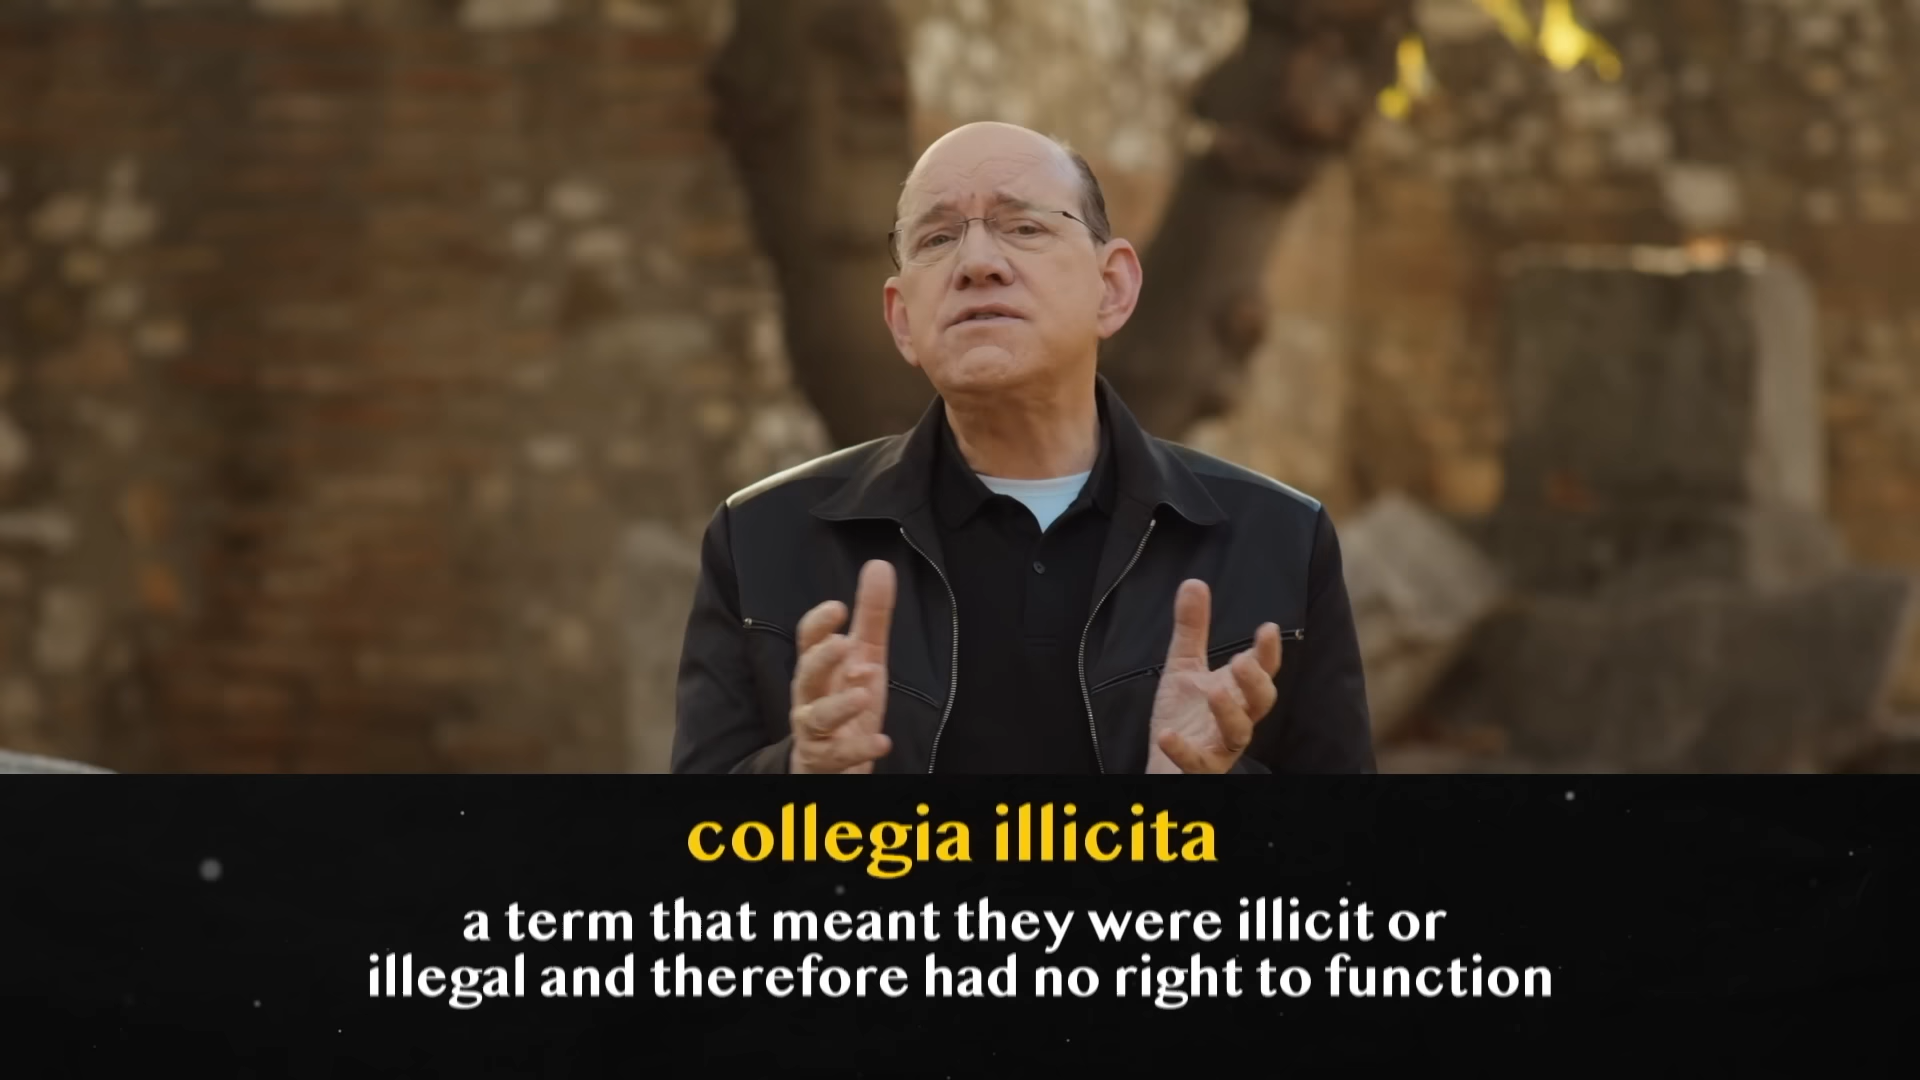 collegia illicita
a term that meant they were illicit or
illegal and therefore had no right to function